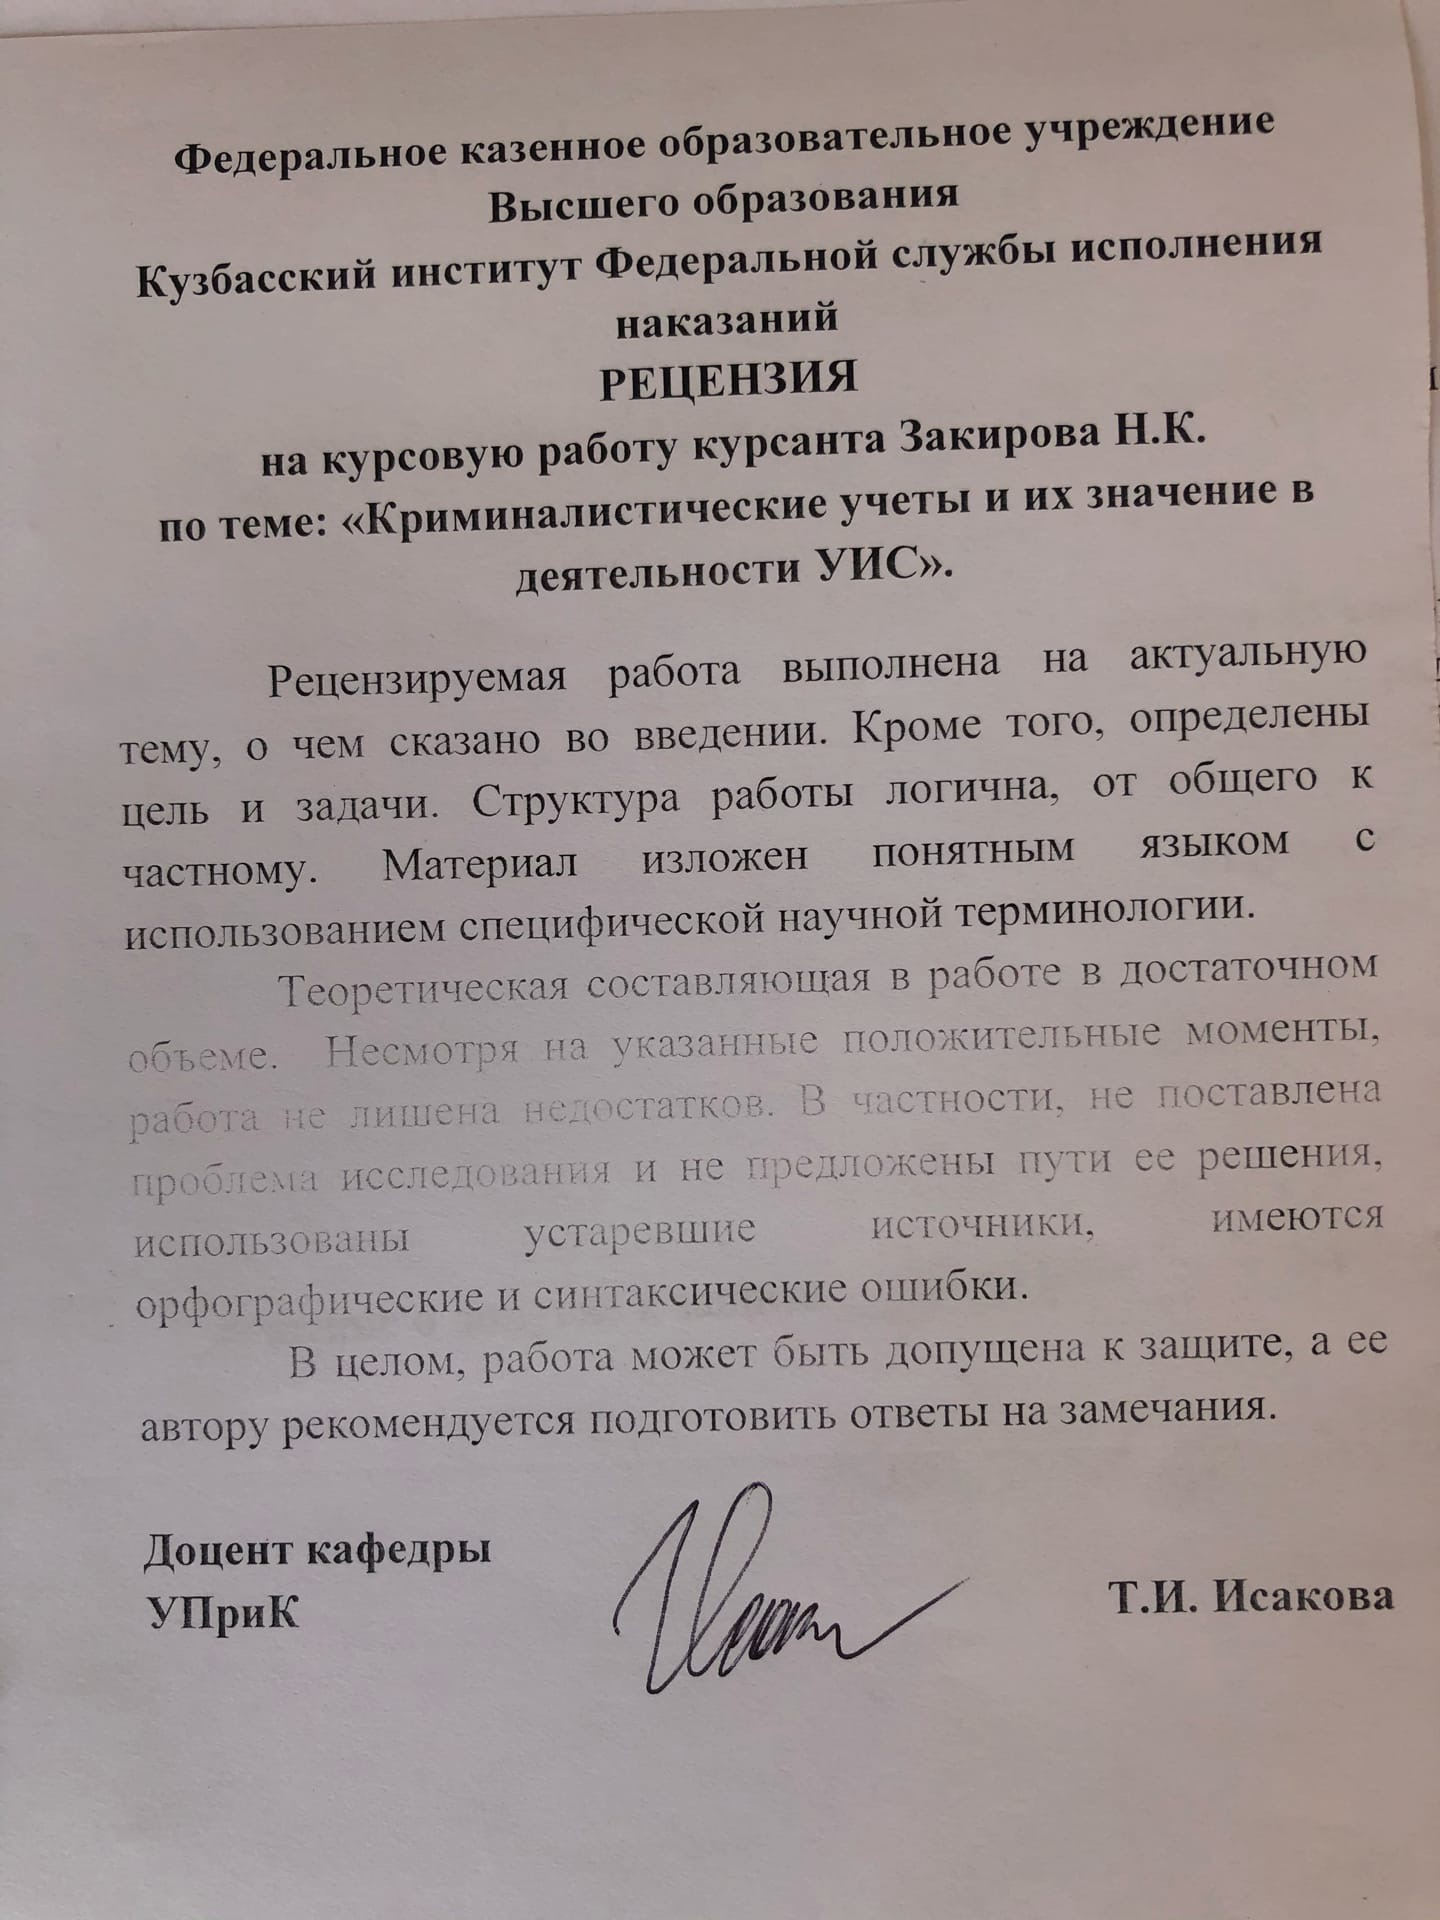 Федеральное казенное образовательное учреждение
Высшего образования
Кузбасский институт Федеральной службы исполнения
наказаний
РЕЦЕНЗИЯ
на курсовую работу курсанта Закирова Н.К.
по теме: «Криминалистические учеты и их значение в
деятельности УИС».
Рецензируемая работа выполнена на актуальную
тему, о чем сказано во введении. Кроме того, определены
цель и задачи. Структура работы логична, от общего к
частному. Материал изложен понятным языком с
использованием специфической научной терминологии.
Теоретическая составляющая в работе в достаточном
объеме. Несмотря на указанные положительные моменты,
работа не лишена недостатков. В частности, не поставлена
проблема исследования и не предложены пути ее решения,
использованы устаревшие источники, имеются
орфографические и синтаксические ошибки.
В целом, работа может быть допущена к защите, а ее
автору рекомендуется подготовить ответы на замечания.
Доцент кафедры
УПриК
Т.И. Исакова